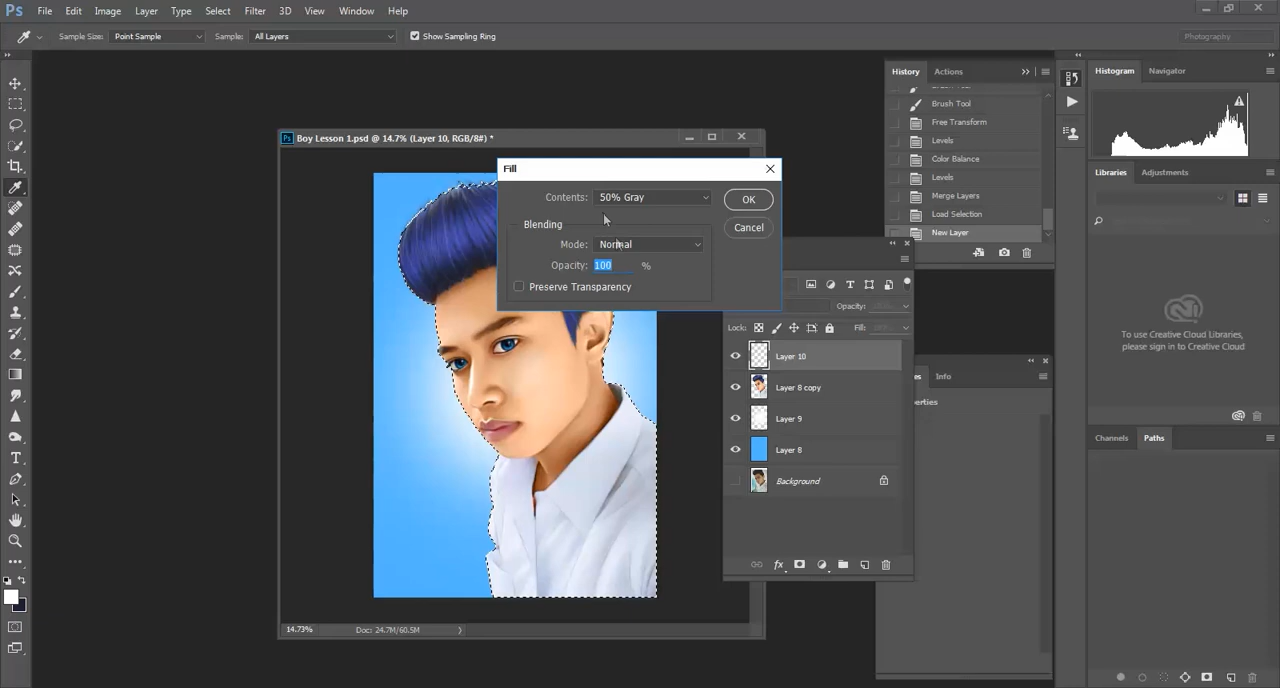 Ps File Edit Image Layer Type Select Filter 3D View Window Help
Sample Size: Point Sample Sample: All Layers Show Sampling Ring Photography
History Actions
Brush Tool
Free Transform
Levels
Color Balance
Levels
Merge Layers
Load Selection
New Layer
Histogram Navigator
Libraries Adjustments
To use Creative Cloud Libraries,
please sign in to Creative Cloud
Channels Paths
Ps Boy Lesson 1.psd @ 14.7% (Layer 10, RGB/8#) *
Fill
Contents: 50% Gray OK
Blending Cancel
Mode: Normal
Opacity: 100 %
Preserve Transparency
T
Opacity:
Lock: Fill:
Layer 10
Layer 8 copy
Layer 9
Layer 8
Background
fx
Info
T
14.73% Doc: 24.7M/60.5M